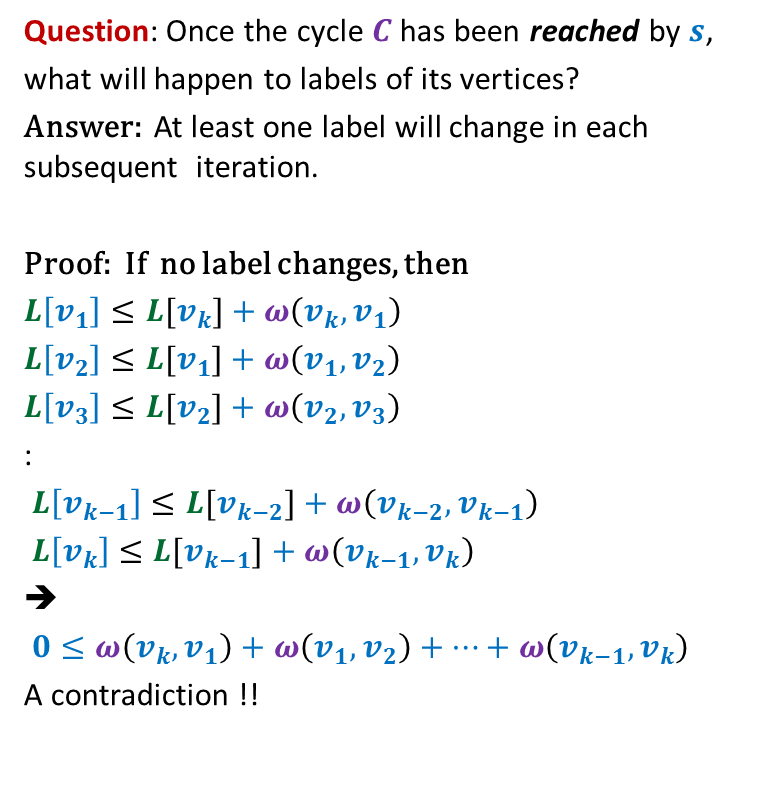 Question: Once the cycle C has been reached by s,
what will happen to labels of its vertices?
Answer: At least one label will change in each
subsequent iteration.
Proof: If no label changes, then
L[v₁] ≤ L[vₖ] + ω(vₖ, v₁)
L[v₂] ≤ L[v₁] + ω(v₁, v₂)
L[v₃] ≤ L[v₂] + ω(v₂, v₃)
:
L[vₖ₋₁] ≤ L[vₖ₋₂] + ω(vₖ₋₂, vₖ₋₁)
L[vₖ] ≤ L[vₖ₋₁] + ω(vₖ₋₁, vₖ)
➔
0 ≤ ω(vₖ, v₁) + ω(v₁, v₂) + ⋯ + ω(vₖ₋₁, vₖ)
A contradiction !!